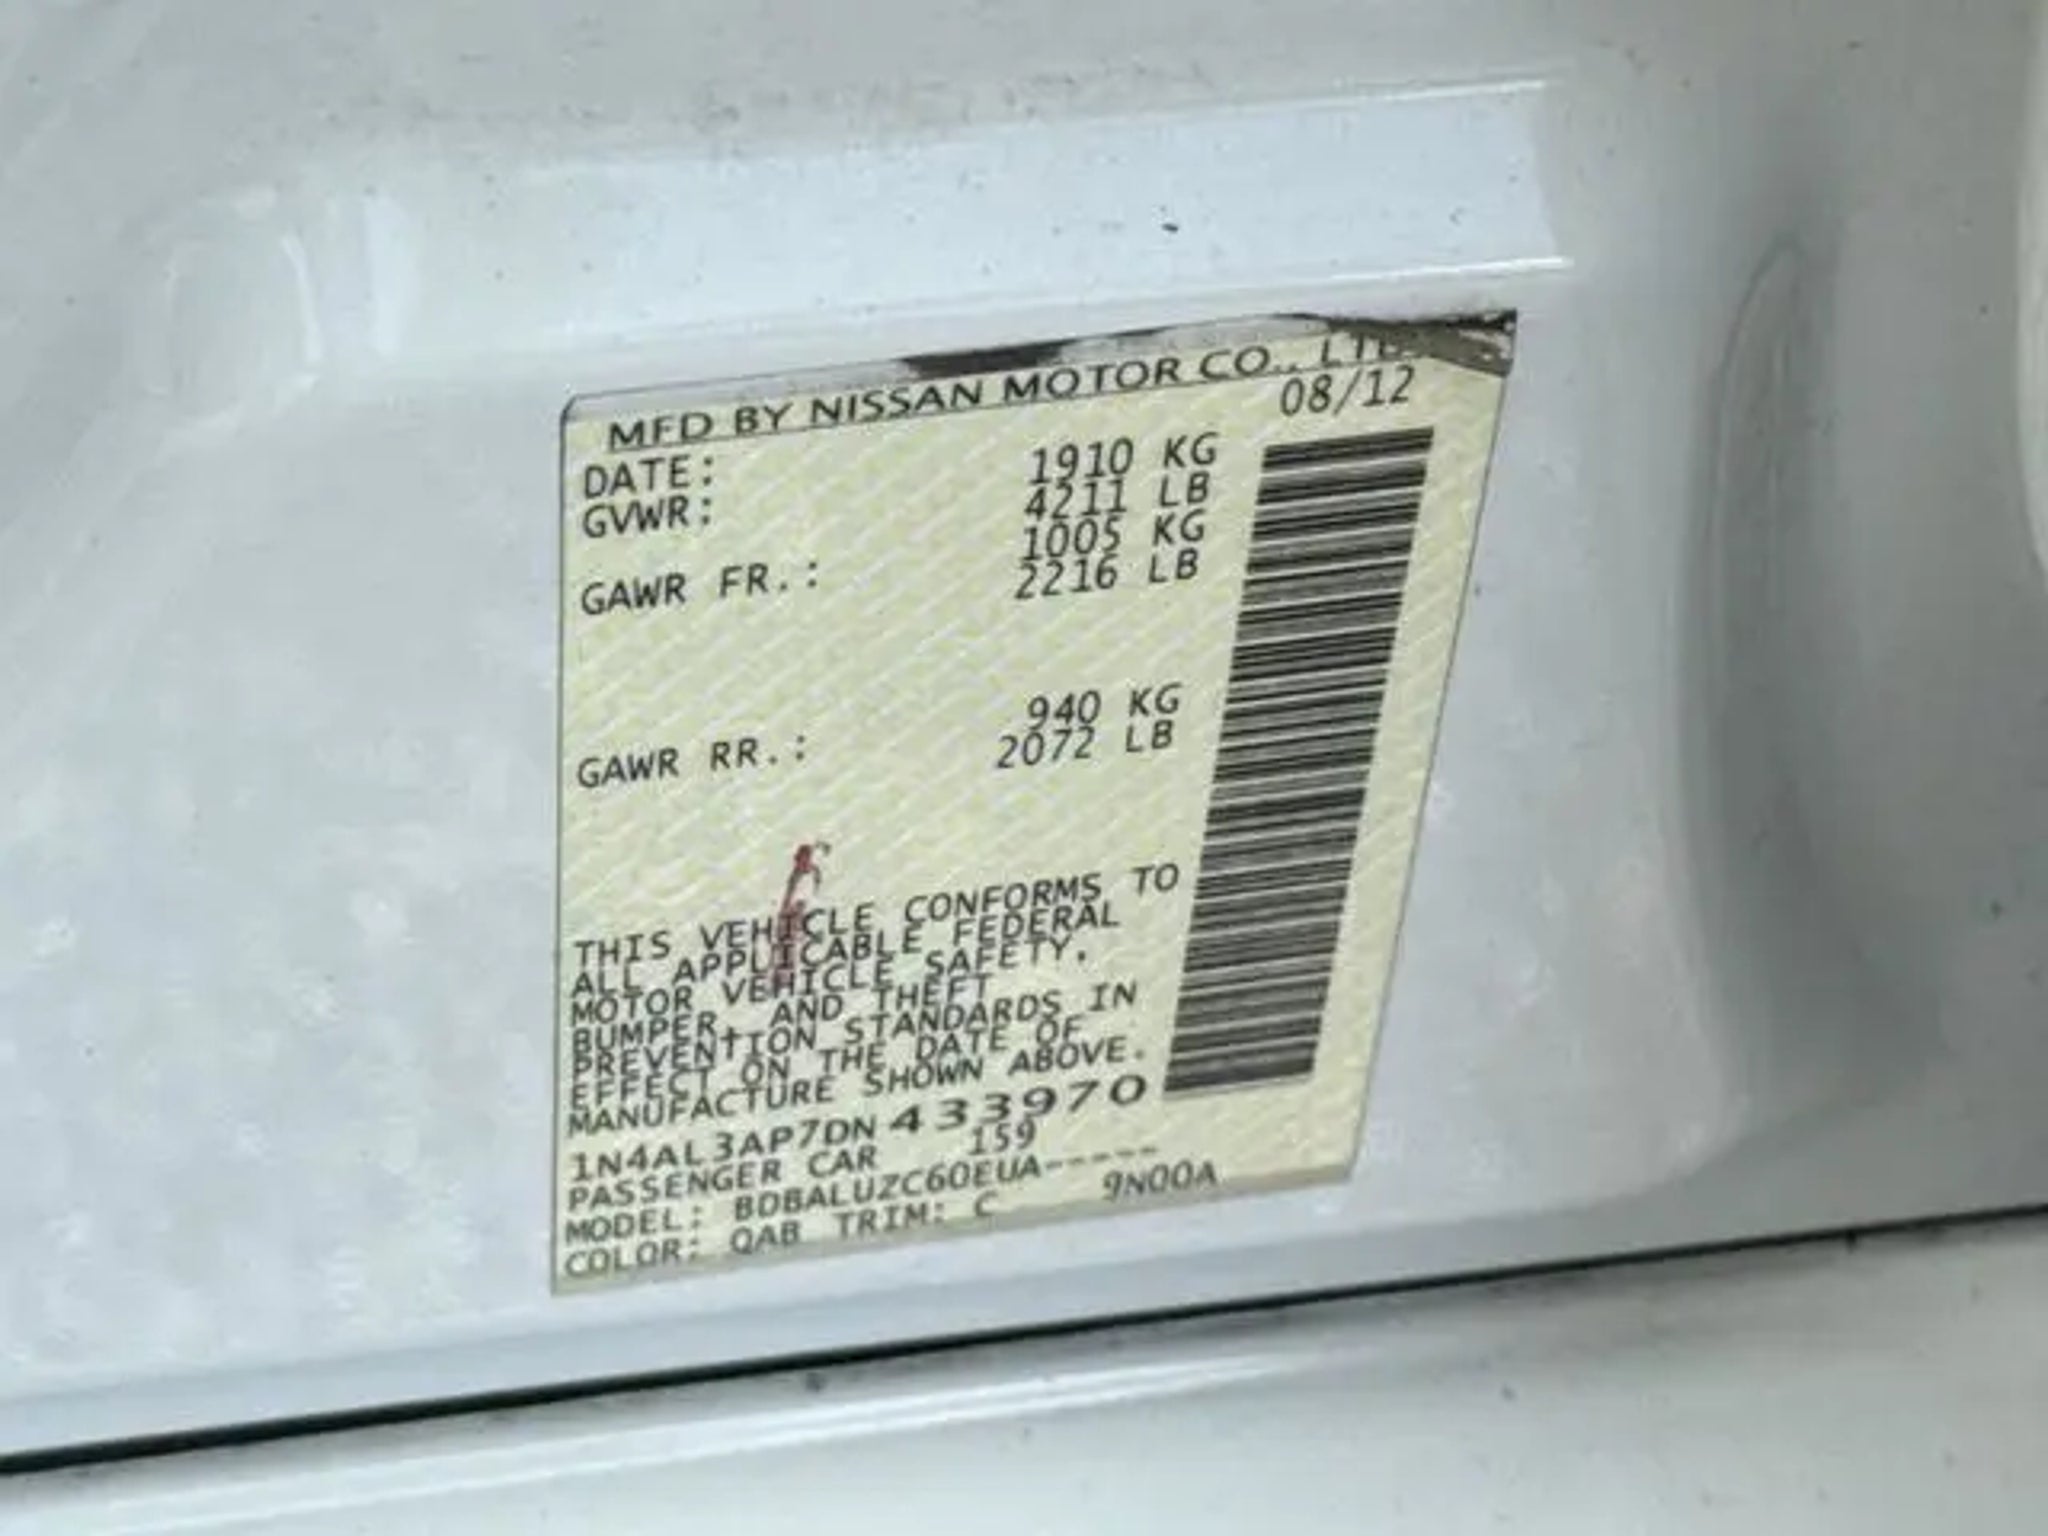 MFD BY NISSAN MOTOR CO., LTD.
DATE: 08/12
GVWR: 1910 KG
4211 LB
GAWR FR.: 1005 KG
2216 LB
GAWR RR.: 940 KG
2072 LB
THIS VEHICLE CONFORMS TO
ALL APPLICABLE FEDERAL
MOTOR VEHICLE SAFETY,
BUMPER, AND THEFT
PREVENTION STANDARDS IN
EFFECT ON THE DATE OF
MANUFACTURE SHOWN ABOVE.
1N4AL3AP7DN433970
PASSENGER CAR 159
MODEL: BDBALUZC60EUA-----
COLOR: QAB TRIM: C 9N00A